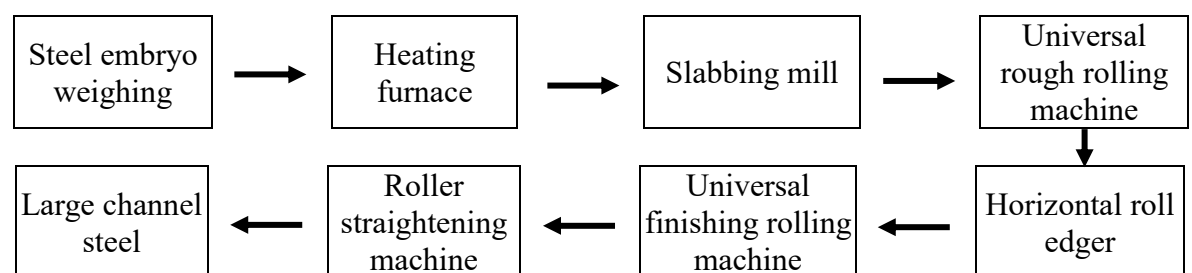 Steel embryo
weighing
Heating
furnace
Slabbing mill
Universal
rough rolling
machine
Large channel
steel
Roller
straightening
machine
Universal
finishing rolling
machine
Horizontal roll
edger